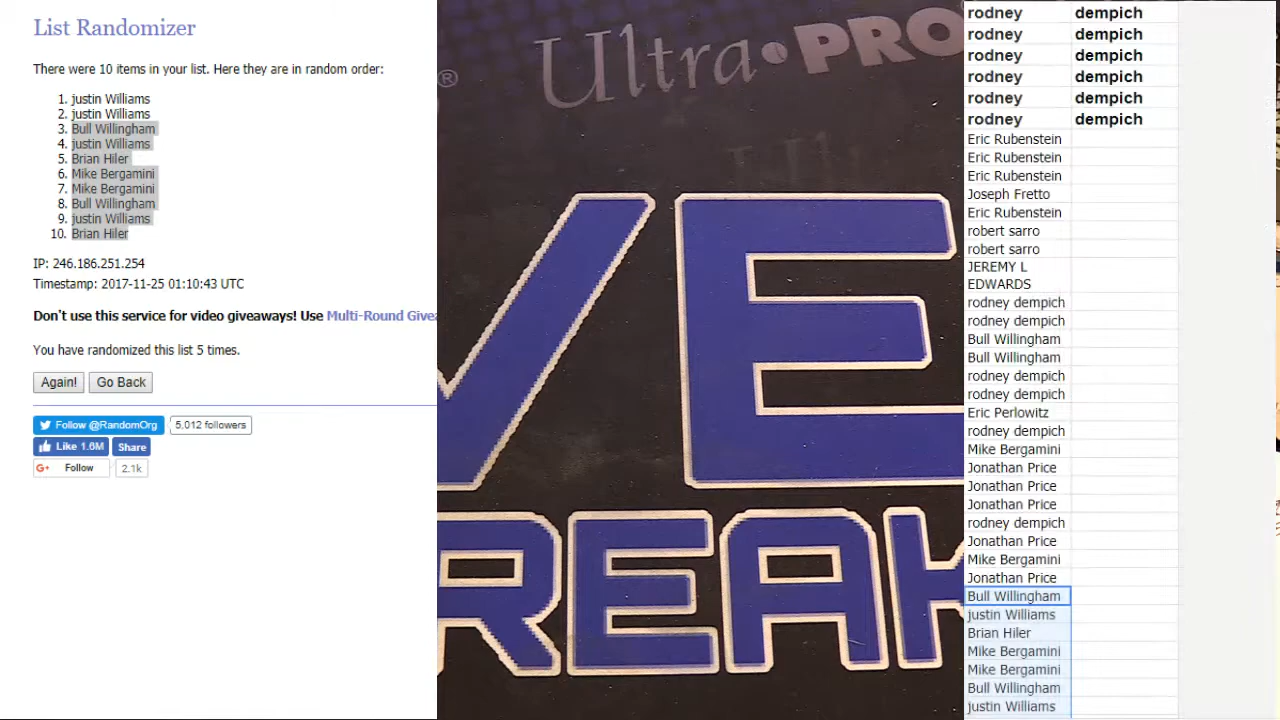 List Randomizer
There were 10 items in your list. Here they are in random order:
1. justin Williams
2. justin Williams
3. Bull Willingham
4. justin Williams
5. Brian Hiler
6. Mike Bergamini
7. Mike Bergamini
8. Bull Willingham
9. justin Williams
10. Brian Hiler
IP: 246.186.251.254
Timestamp: 2017-11-25 01:10:43 UTC
Don't use this service for video giveaways! Use Multi-Round Givea
You have randomized this list 5 times.
Again! Go Back
Follow @RandomOrg 5,012 followers
Like 1.6M Share
G+ Follow 2.1k
®
Ultra•PRO
VE
REAK
rodney dempich
rodney dempich
rodney dempich
rodney dempich
rodney dempich
rodney dempich
Eric Rubenstein
Eric Rubenstein
Eric Rubenstein
Joseph Fretto
Eric Rubenstein
robert sarro
robert sarro
JEREMY L
EDWARDS
rodney dempich
rodney dempich
Bull Willingham
Bull Willingham
rodney dempich
rodney dempich
Eric Perlowitz
rodney dempich
Mike Bergamini
Jonathan Price
Jonathan Price
Jonathan Price
rodney dempich
Jonathan Price
Mike Bergamini
Jonathan Price
Bull Willingham
justin Williams
Brian Hiler
Mike Bergamini
Mike Bergamini
Bull Willingham
justin Williams